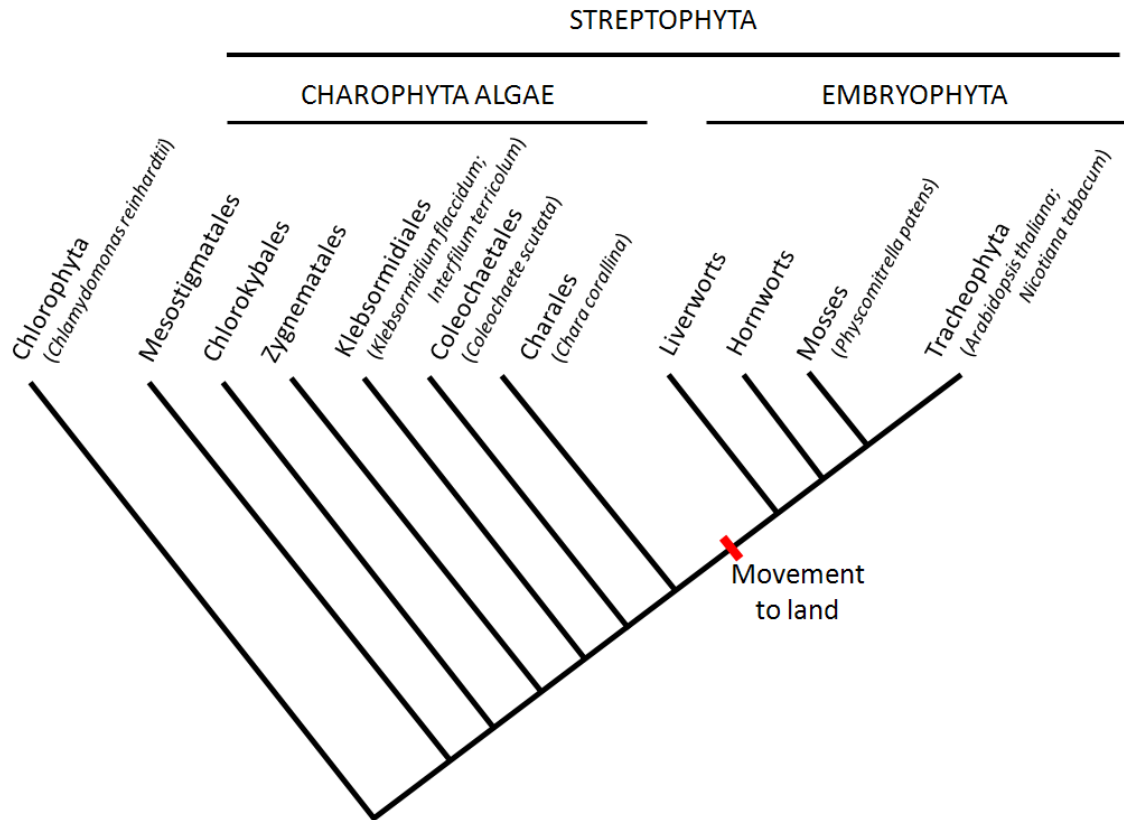 STREPTOPHYTA
CHAROPHYTA ALGAE
EMBRYOPHYTA
Chlorophyta
(Chlamydomonas reinhardtii)
Mesostigmatales
Chlorokybales
Zygnematales
Klebsormidiales
(Klebsormidium flaccidum;
Interfilum terricolum)
Coleochaetales
(Coleochaete scutata)
Charales
(Chara corallina)
Liverworts
Hornworts
Mosses
(Physcomitrella patens)
Tracheophyta
(Arabidopsis thaliana;
Nicotiana tabacum)
Movement
to land